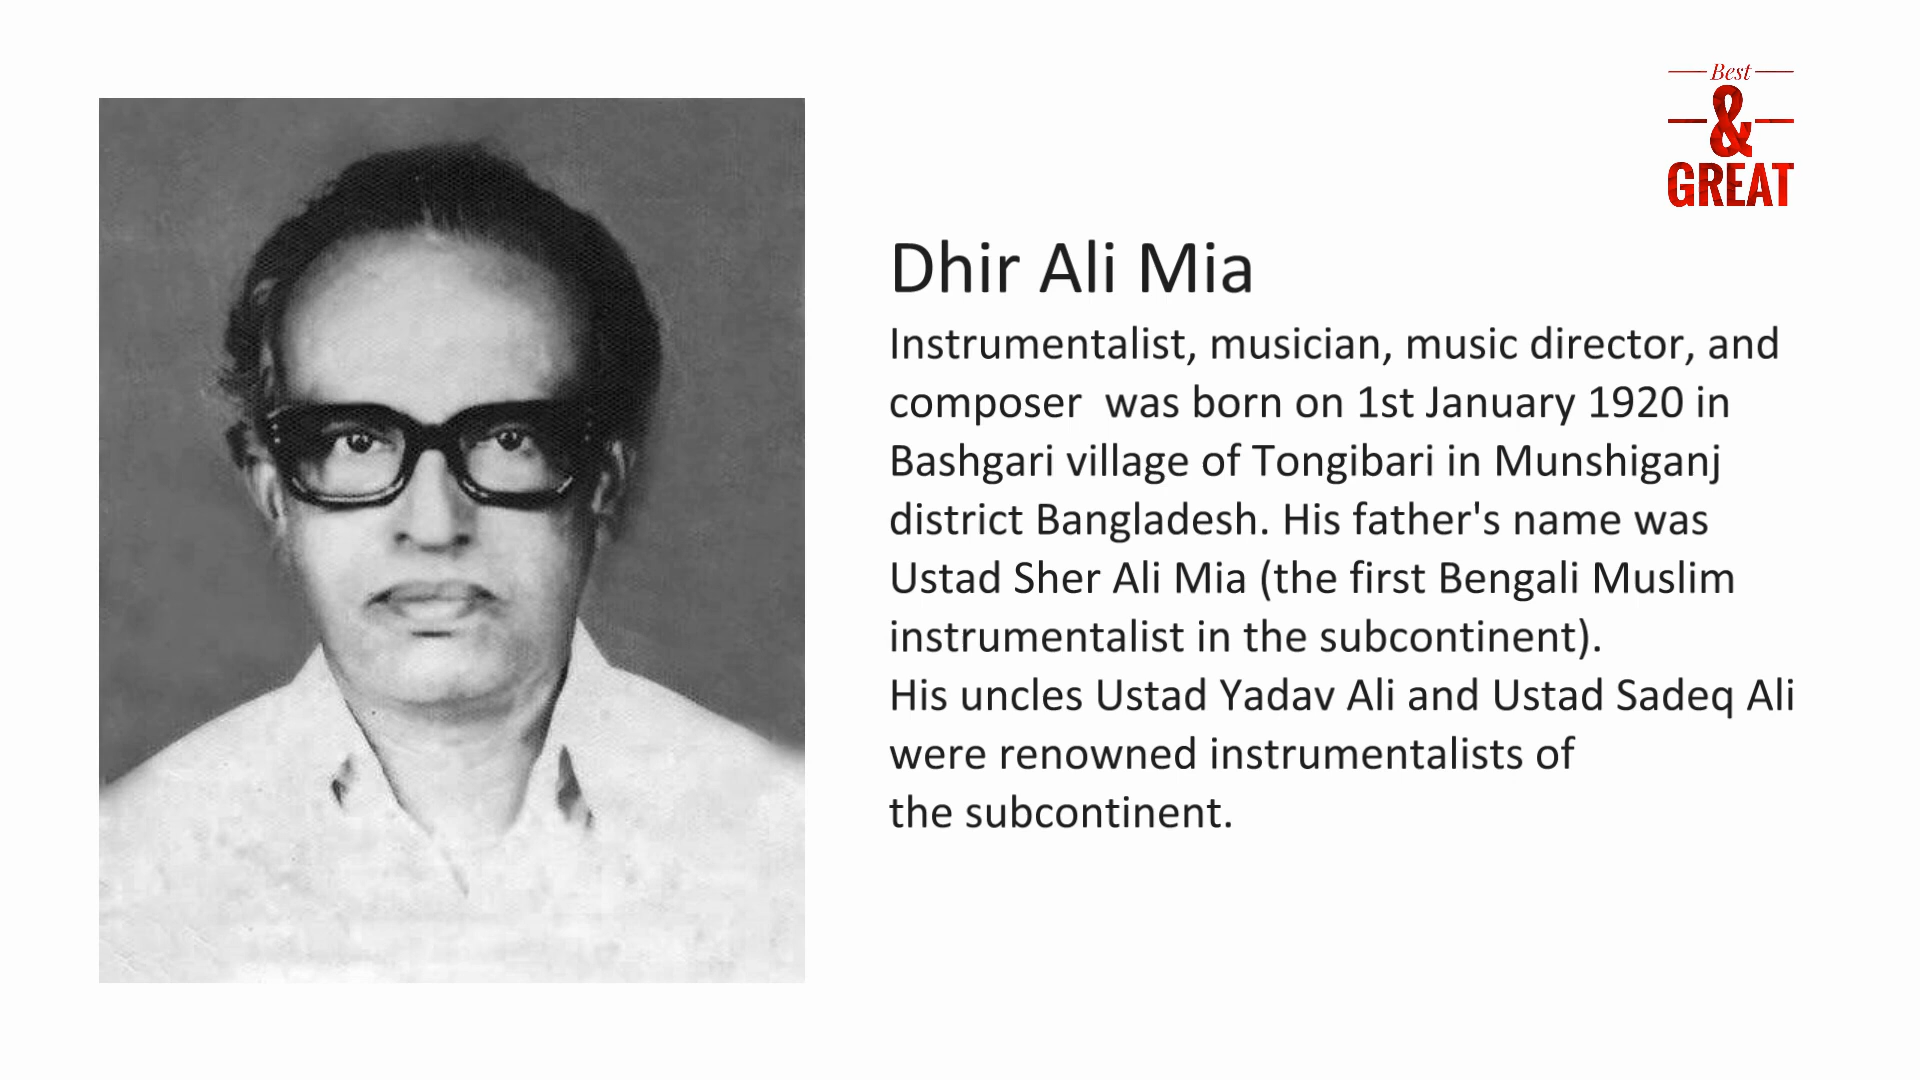 Best
&
GREAT
Dhir Ali Mia
Instrumentalist, musician, music director, and
composer  was born on 1st January 1920 in
Bashgari village of Tongibari in Munshiganj
district Bangladesh. His father's name was
Ustad Sher Ali Mia (the first Bengali Muslim
instrumentalist in the subcontinent).
His uncles Ustad Yadav Ali and Ustad Sadeq Ali
were renowned instrumentalists of
the subcontinent.